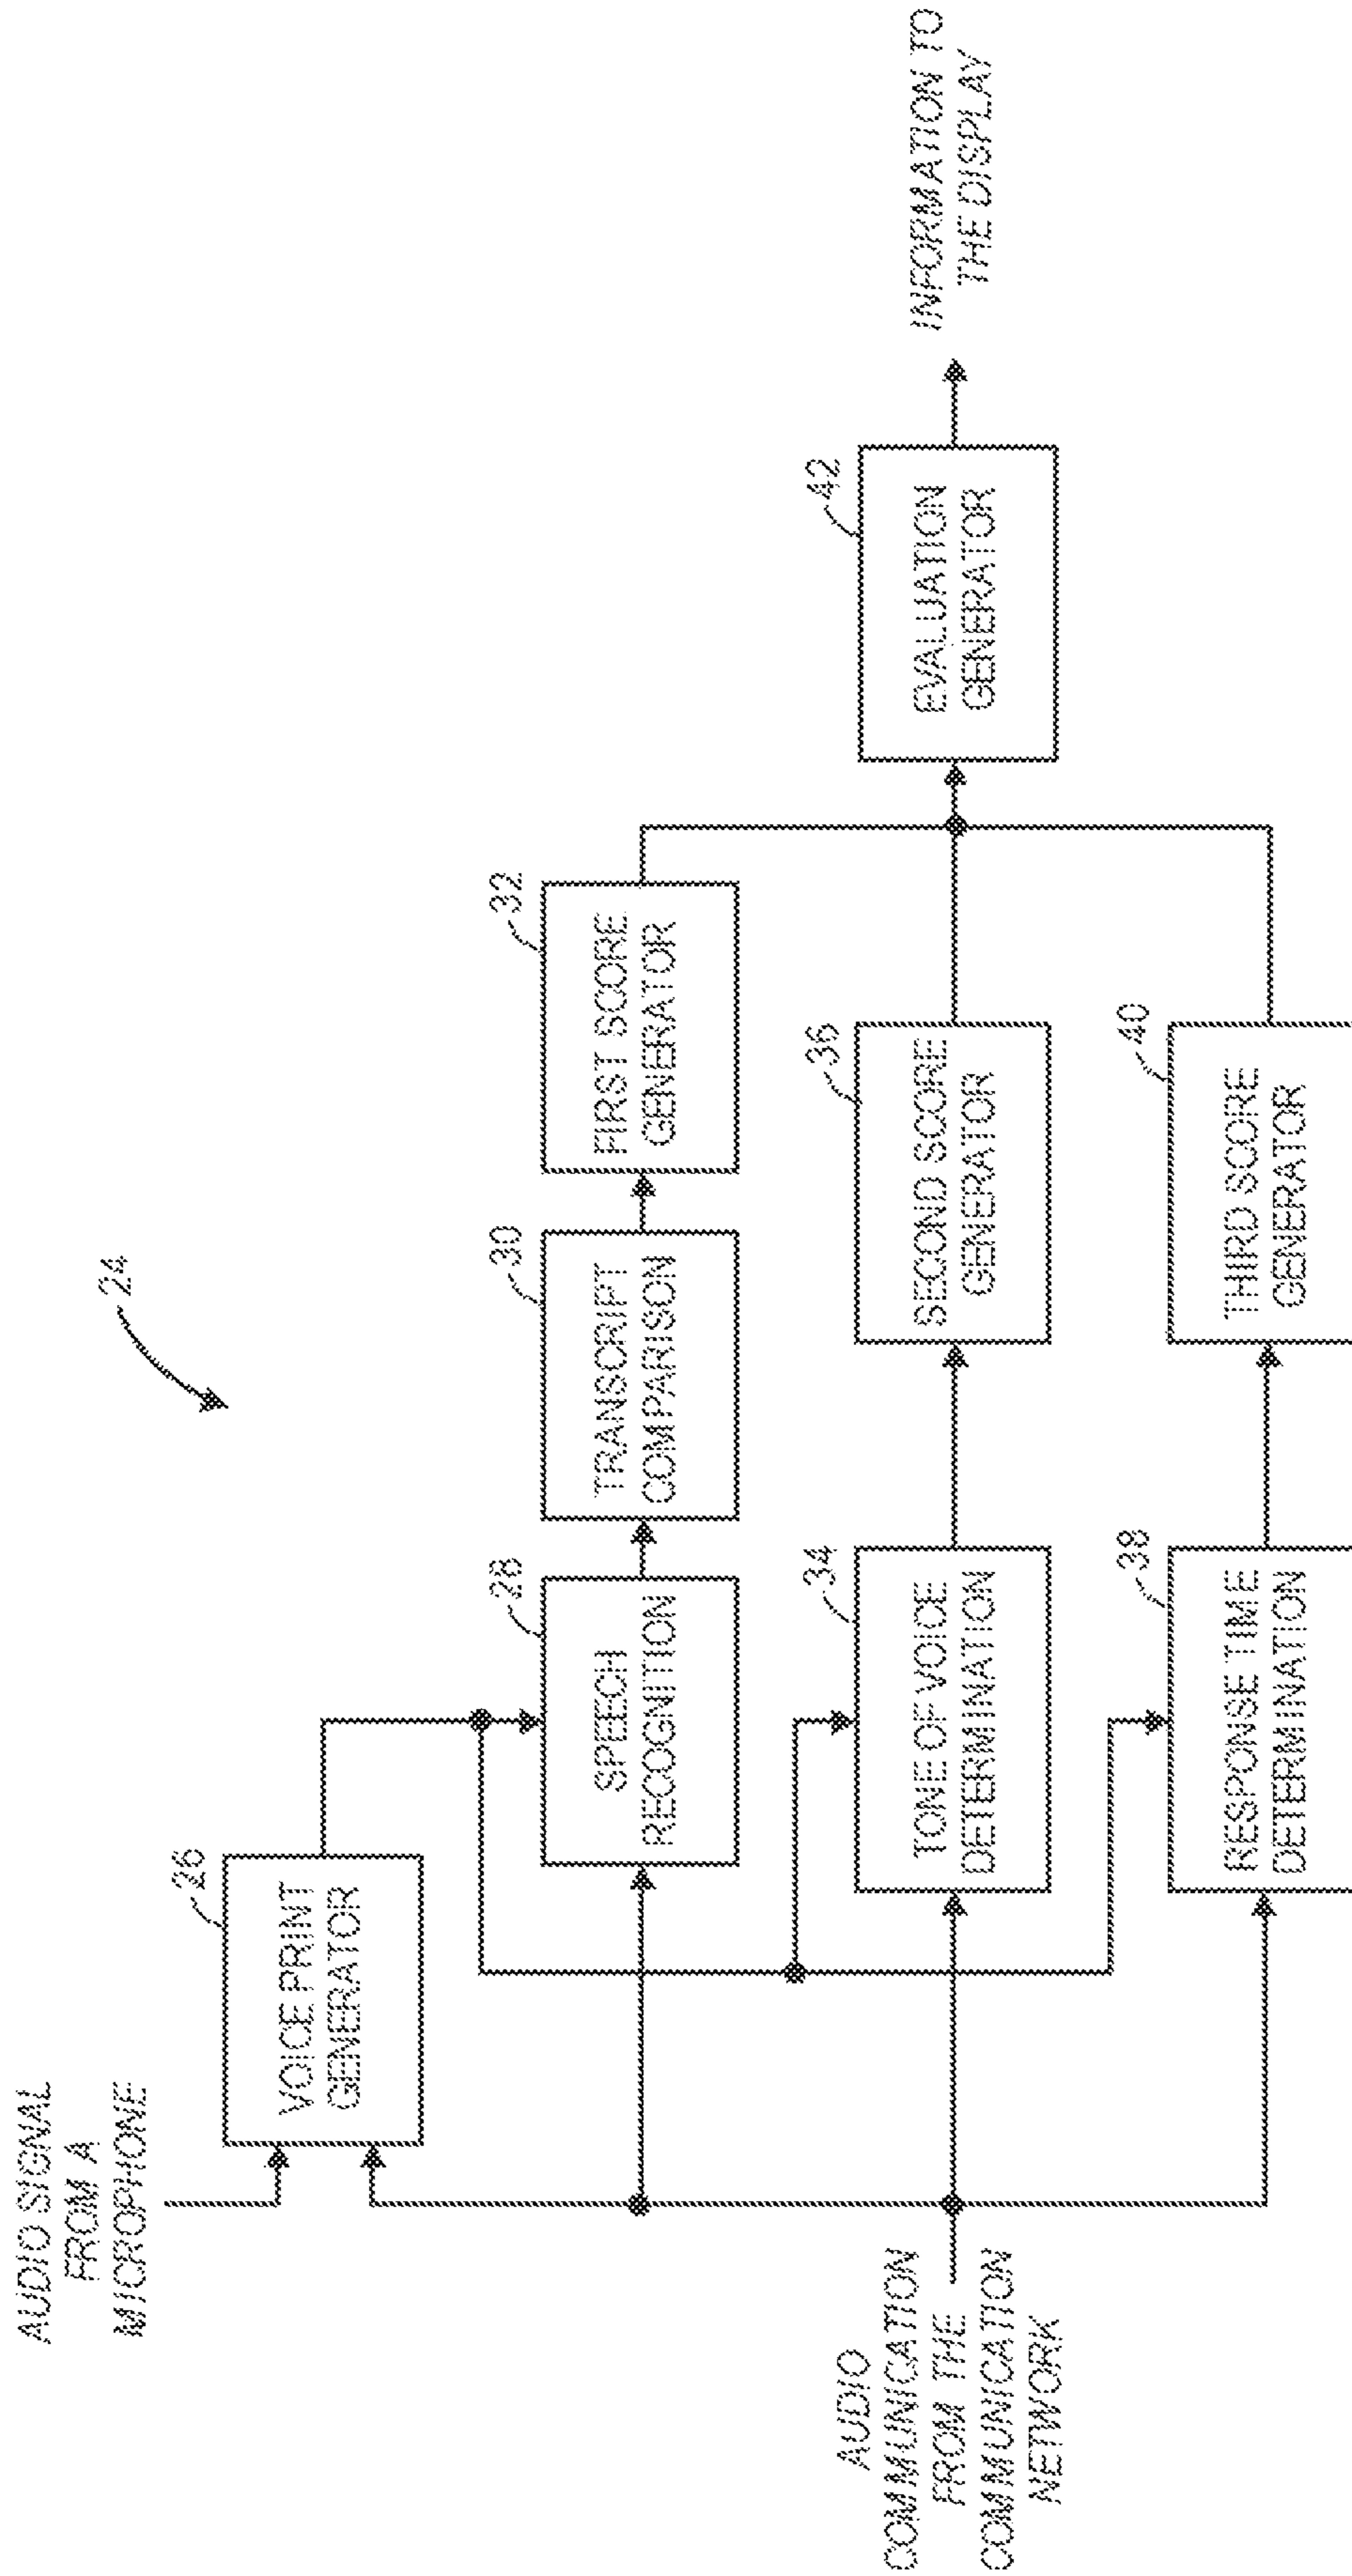 24
AUDIO SIGNAL
FROM A
MICROPHONE
26
VOICE PRINT
GENERATOR
28
SPEECH
RECOGNITION
30
TRANSCRIPT
COMPARISON
32
FIRST SCORE
GENERATOR
AUDIO
COMMUNICATION
FROM THE
COMMUNICATION
NETWORK
34
TONE OF VOICE
DETERMINATION
36
SECOND SCORE
GENERATOR
42
EVALUATION
GENERATOR
INFORMATION TO
THE DISPLAY
38
RESPONSE TIME
DETERMINATION
40
THIRD SCORE
GENERATOR